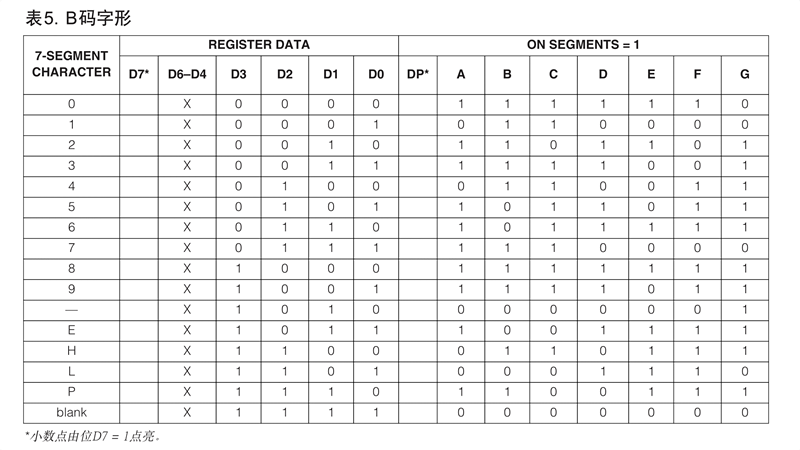 表5. B码字形
7-SEGMENT CHARACTER REGISTER DATA ON SEGMENTS = 1
D7* D6–D4 D3 D2 D1 D0 DP* A B C D E F G
0 X 0 0 0 0 1 1 1 1 1 1 0
1 X 0 0 0 1 0 1 1 0 0 0 0
2 X 0 0 1 0 1 1 0 1 1 0 1
3 X 0 0 1 1 1 1 1 1 0 0 1
4 X 0 1 0 0 0 1 1 0 0 1 1
5 X 0 1 0 1 1 0 1 1 0 1 1
6 X 0 1 1 0 1 0 1 1 1 1 1
7 X 0 1 1 1 1 1 1 0 0 0 0
8 X 1 0 0 0 1 1 1 1 1 1 1
9 X 1 0 0 1 1 1 1 1 0 1 1
— X 1 0 1 0 0 0 0 0 0 0 1
E X 1 0 1 1 1 0 0 1 1 1 1
H X 1 1 0 0 0 1 1 0 1 1 1
L X 1 1 0 1 0 0 0 1 1 1 0
P X 1 1 1 0 1 1 0 0 1 1 1
blank X 1 1 1 1 0 0 0 0 0 0 0
*小数点由位D7 = 1点亮。